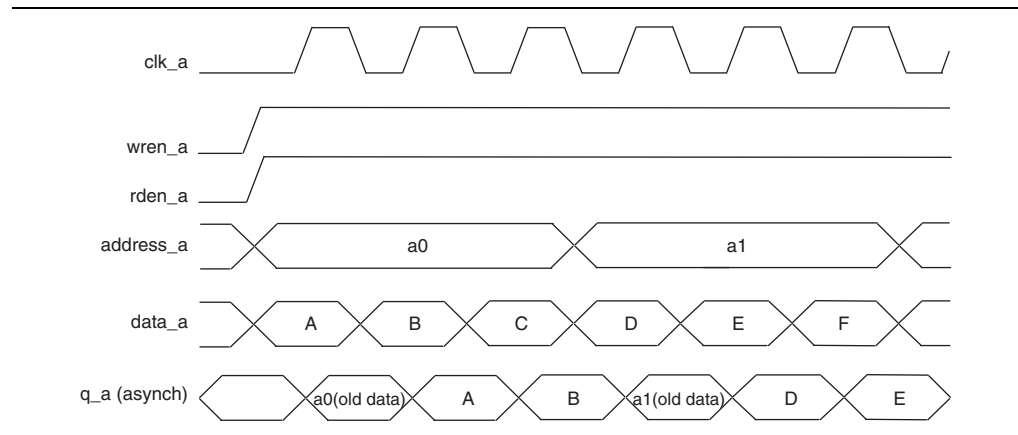 clk_a
wren_a
rden_a
address_a a0 a1
data_a A B C D E F
q_a (asynch) a0(old data) A B a1(old data) D E